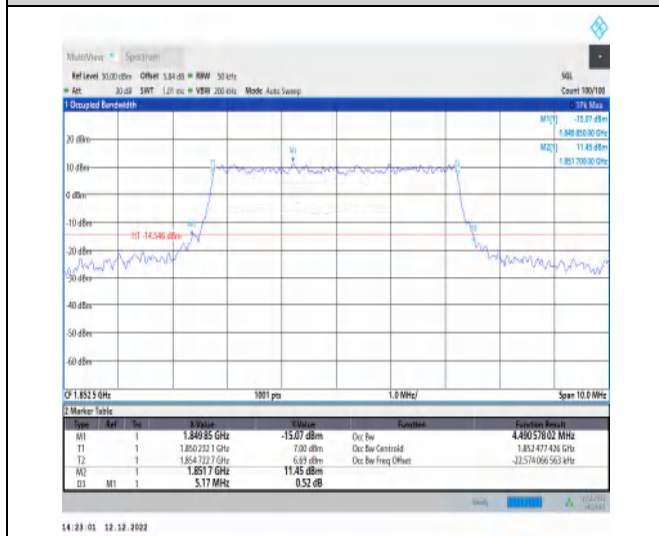 MultiView Spectrum
Ref Level 30.00 dBm Offset 5.84 dB RBW 50 kHz SGL
Att 30 dB SWT 1.01 ms VBW 200 kHz Mode Auto Sweep Count 100/100
1 Occupied Bandwidth 1Pk Max
M1[1] -15.07 dBm
1.849 850 00 GHz
M2[1] 11.45 dBm
1.851 700 00 GHz
20 dBm
10 dBm
0 dBm
-10 dBm
H1 -14.546 dBm
-20 dBm
-30 dBm
-40 dBm
-50 dBm
-60 dBm
CF 1.852 5 GHz 1001 pts 1.0 MHz/ Span 10.0 MHz
2 Marker Table
Type Ref Trc X-Value Y-Value Function Function Result
M1 1 1.849 85 GHz -15.07 dBm Occ Bw 4.490 578 02 MHz
T1 1 1.850 232 1 GHz 7.00 dBm Occ Bw Centroid 1.852 477 426 GHz
T2 1 1.854 722 7 GHz 6.69 dBm Occ Bw Freq Offset -22.574 066 563 kHz
M2 1 1.851 7 GHz 11.45 dBm
D3 M1 1 5.17 MHz 0.52 dB
Ready
14:23:01 12.12.2022